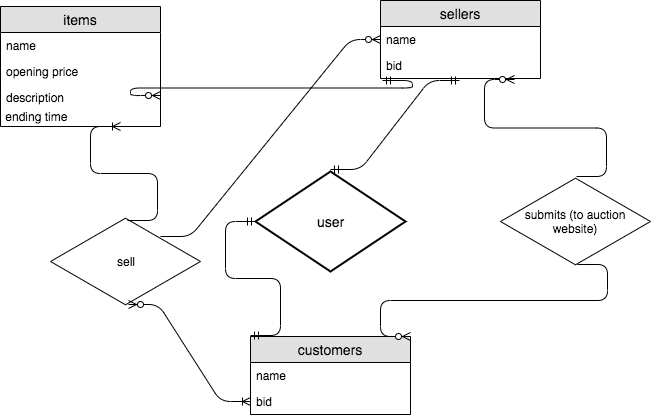 items
name
opening price
description
ending time
sellers
name
bid
submits (to auction
website)
user
sell
customers
name
bid